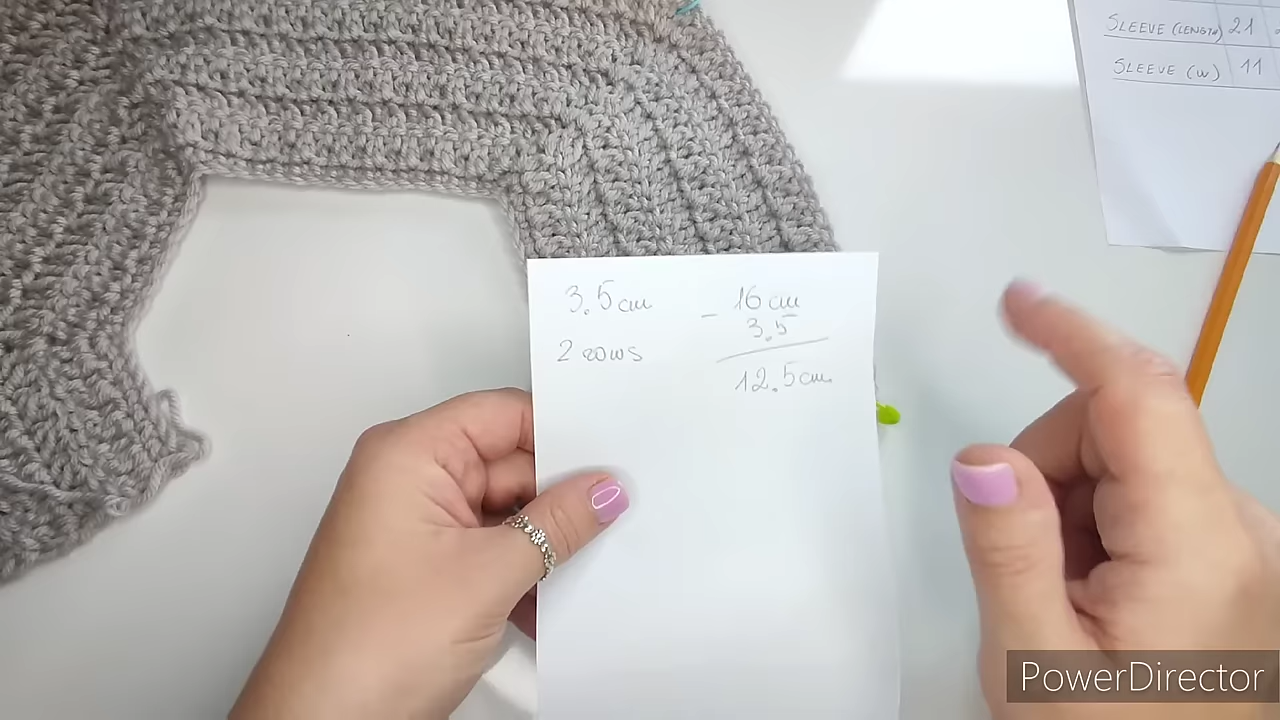 SLEEVE (LENGTH) 21
SLEEVE (W) 11
3.5 cm
2 rows
- 16 cm
3.5
12.5 cm
PowerDirector